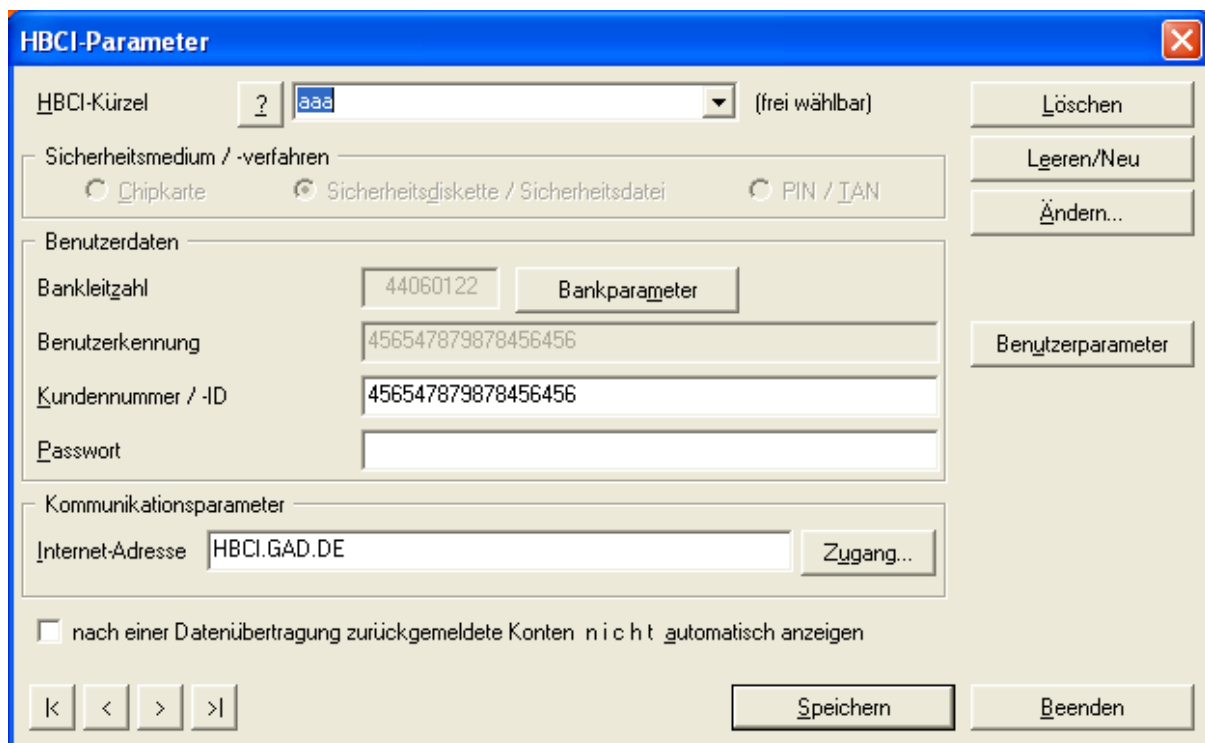 HBCI-Parameter
HBCI-Kürzel ? aaa (frei wählbar) Löschen
Sicherheitsmedium / -verfahren Leeren/Neu
Chipkarte Sicherheitsdiskette / Sicherheitsdatei PIN / TAN
Ändern...
Benutzerdaten
Bankleitzahl 44060122 Bankparameter
Benutzerkennung 456547879878456456 Benutzerparameter
Kundennummer / -ID 456547879878456456
Passwort
Kommunikationsparameter
Internet-Adresse HBCI.GAD.DE Zugang...
nach einer Datenübertragung zurückgemeldete Konten n i c h t automatisch anzeigen
|< < > >| Speichern Beenden